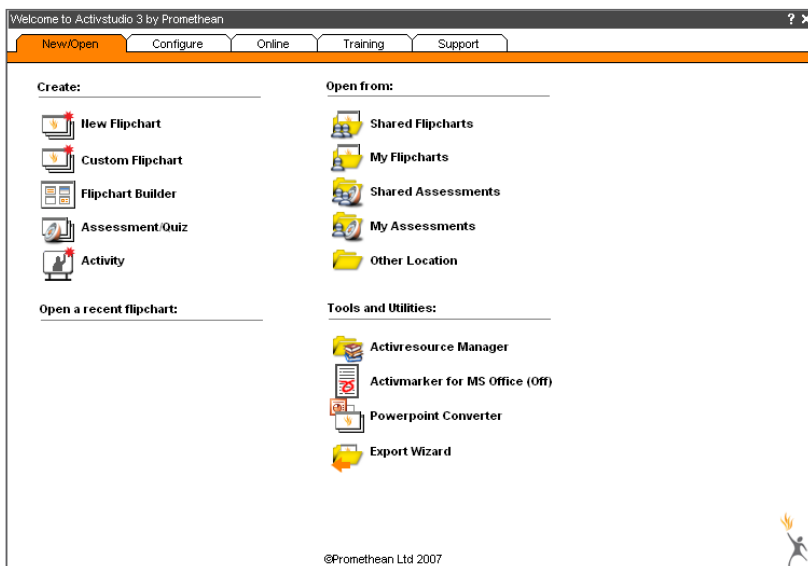 Welcome to Activstudio 3 by Promethean
? X
New/Open Configure Online Training Support
Create:
New Flipchart
Custom Flipchart
Flipchart Builder
Assessment/Quiz
Activity
Open a recent flipchart:
Open from:
Shared Flipcharts
My Flipcharts
Shared Assessments
My Assessments
Other Location
Tools and Utilities:
Activresource Manager
Activmarker for MS Office (Off)
Powerpoint Converter
Export Wizard
©Promethean Ltd 2007